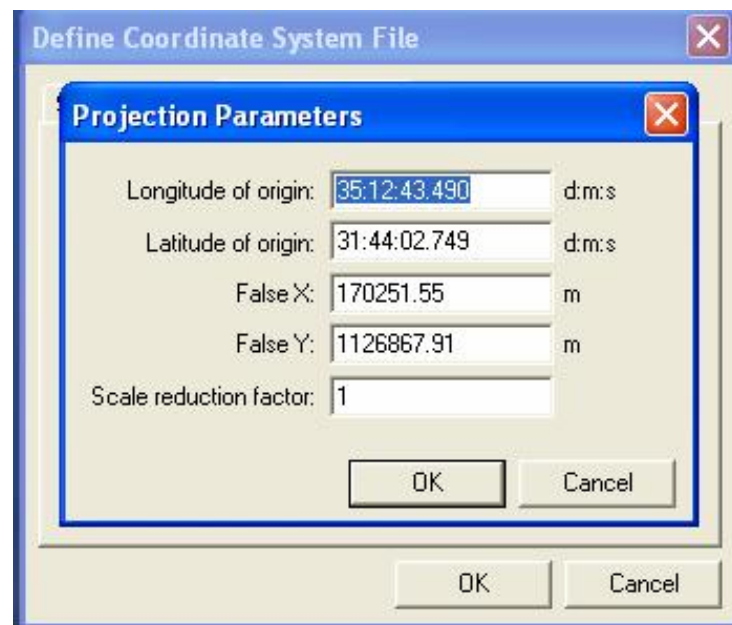 Define Coordinate System File
Projection Parameters
Longitude of origin: 35:12:43.490 d:m:s
Latitude of origin: 31:44:02.749 d:m:s
False X: 170251.55 m
False Y: 1126867.91 m
Scale reduction factor: 1
OK Cancel
OK Cancel